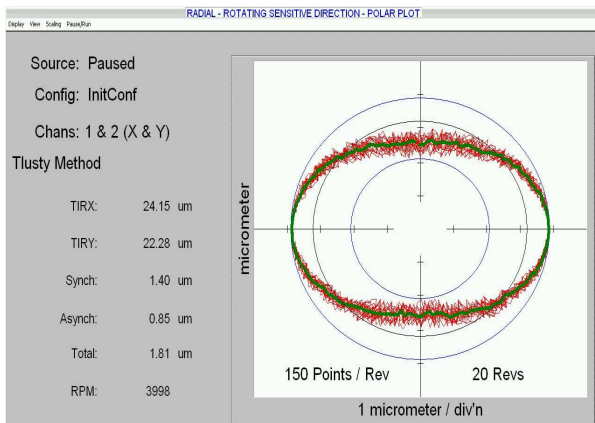 RADIAL - ROTATING SENSITIVE DIRECTION - POLAR PLOT
Display View Scaling Pause/Run
Source: Paused
Config: InitConf
Chans: 1 & 2 (X & Y)
Tlusty Method
TIRX: 24.15 um
TIRY: 22.28 um
Synch: 1.40 um
Asynch: 0.85 um
Total: 1.81 um
RPM: 3998
micrometer
150 Points / Rev 20 Revs
1 micrometer / div'n